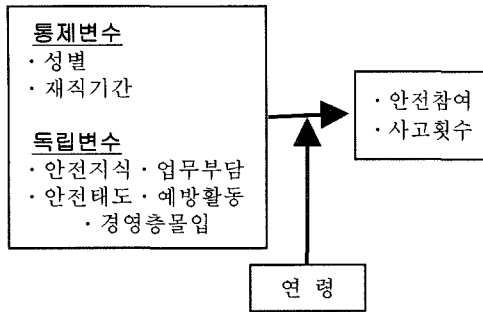 통제변수
· 성별
· 재직기간
독립변수
· 안전지식 · 업무부담
· 안전태도 · 예방활동
· 경영층몰입
· 안전참여
· 사고횟수
연 령